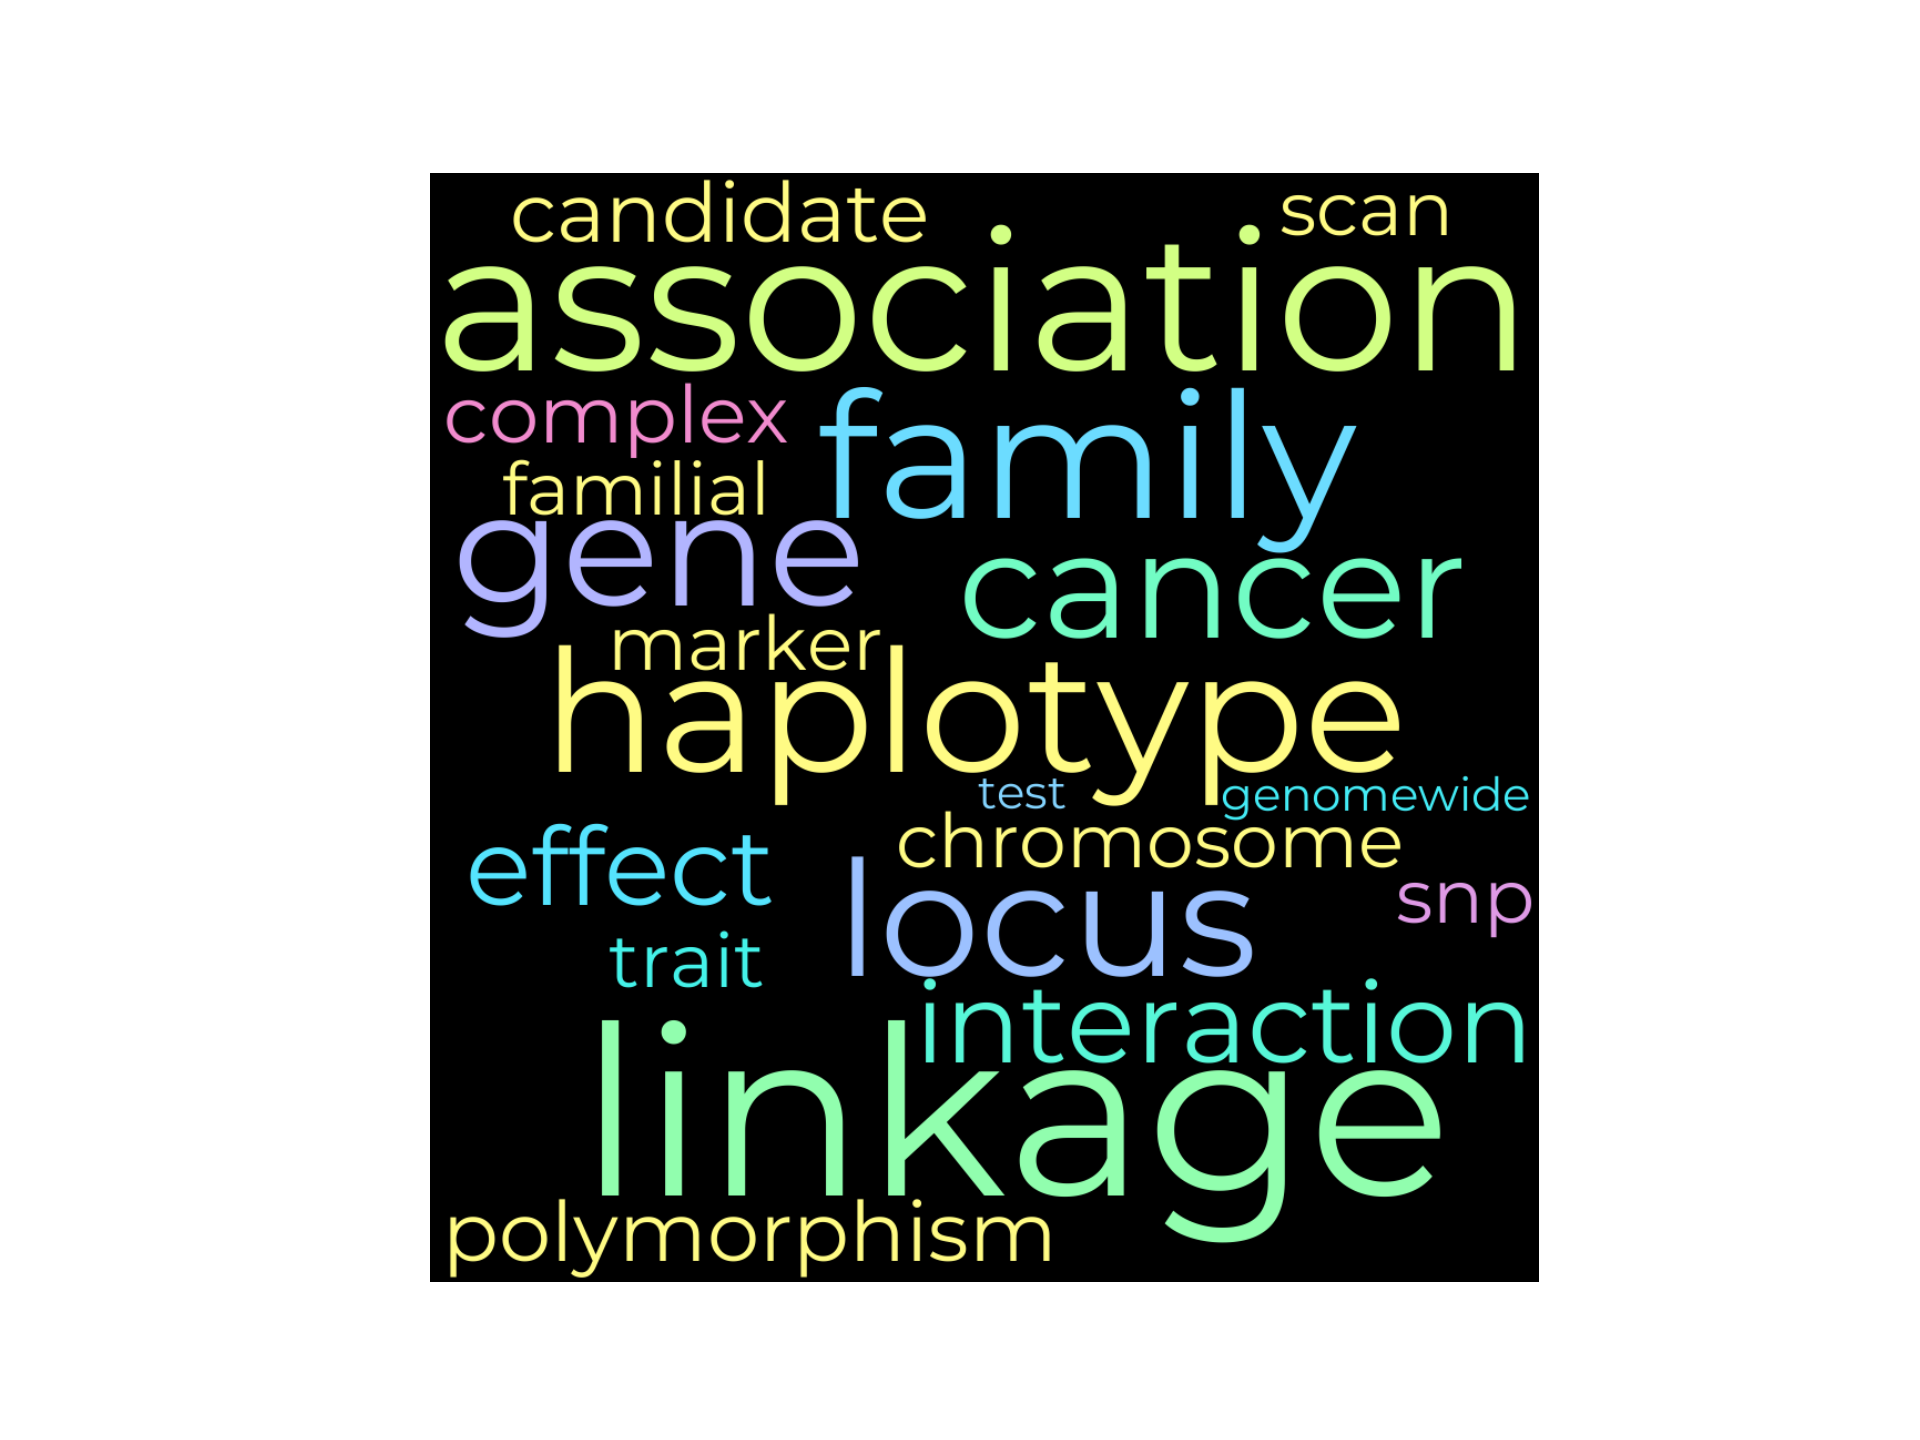 candidate scan
association
complex family
familial
gene cancer
marker
haplotype
test genomewide
chromosome
effect locus snp
trait
interaction
linkage
polymorphism